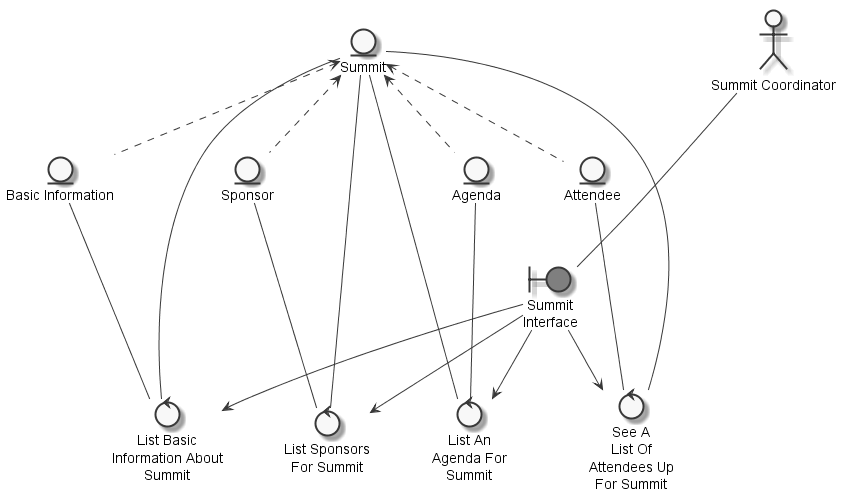 Summit
Summit Coordinator
Basic Information
Sponsor
Agenda
Attendee
Summit
Interface
List Basic
Information About
Summit
List Sponsors
For Summit
List An
Agenda For
Summit
See A
List Of
Attendees Up
For Summit